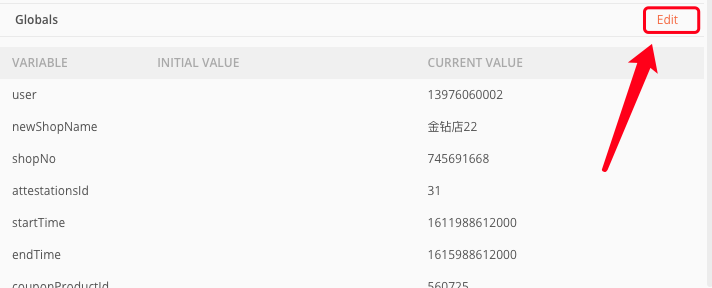 Globals Edit
VARIABLE INITIAL VALUE CURRENT VALUE
user 13976060002
newShopName 金钻店22
shopNo 745691668
attestationsId 31
startTime 1611988612000
endTime 1615988612000
couponProductId 560725